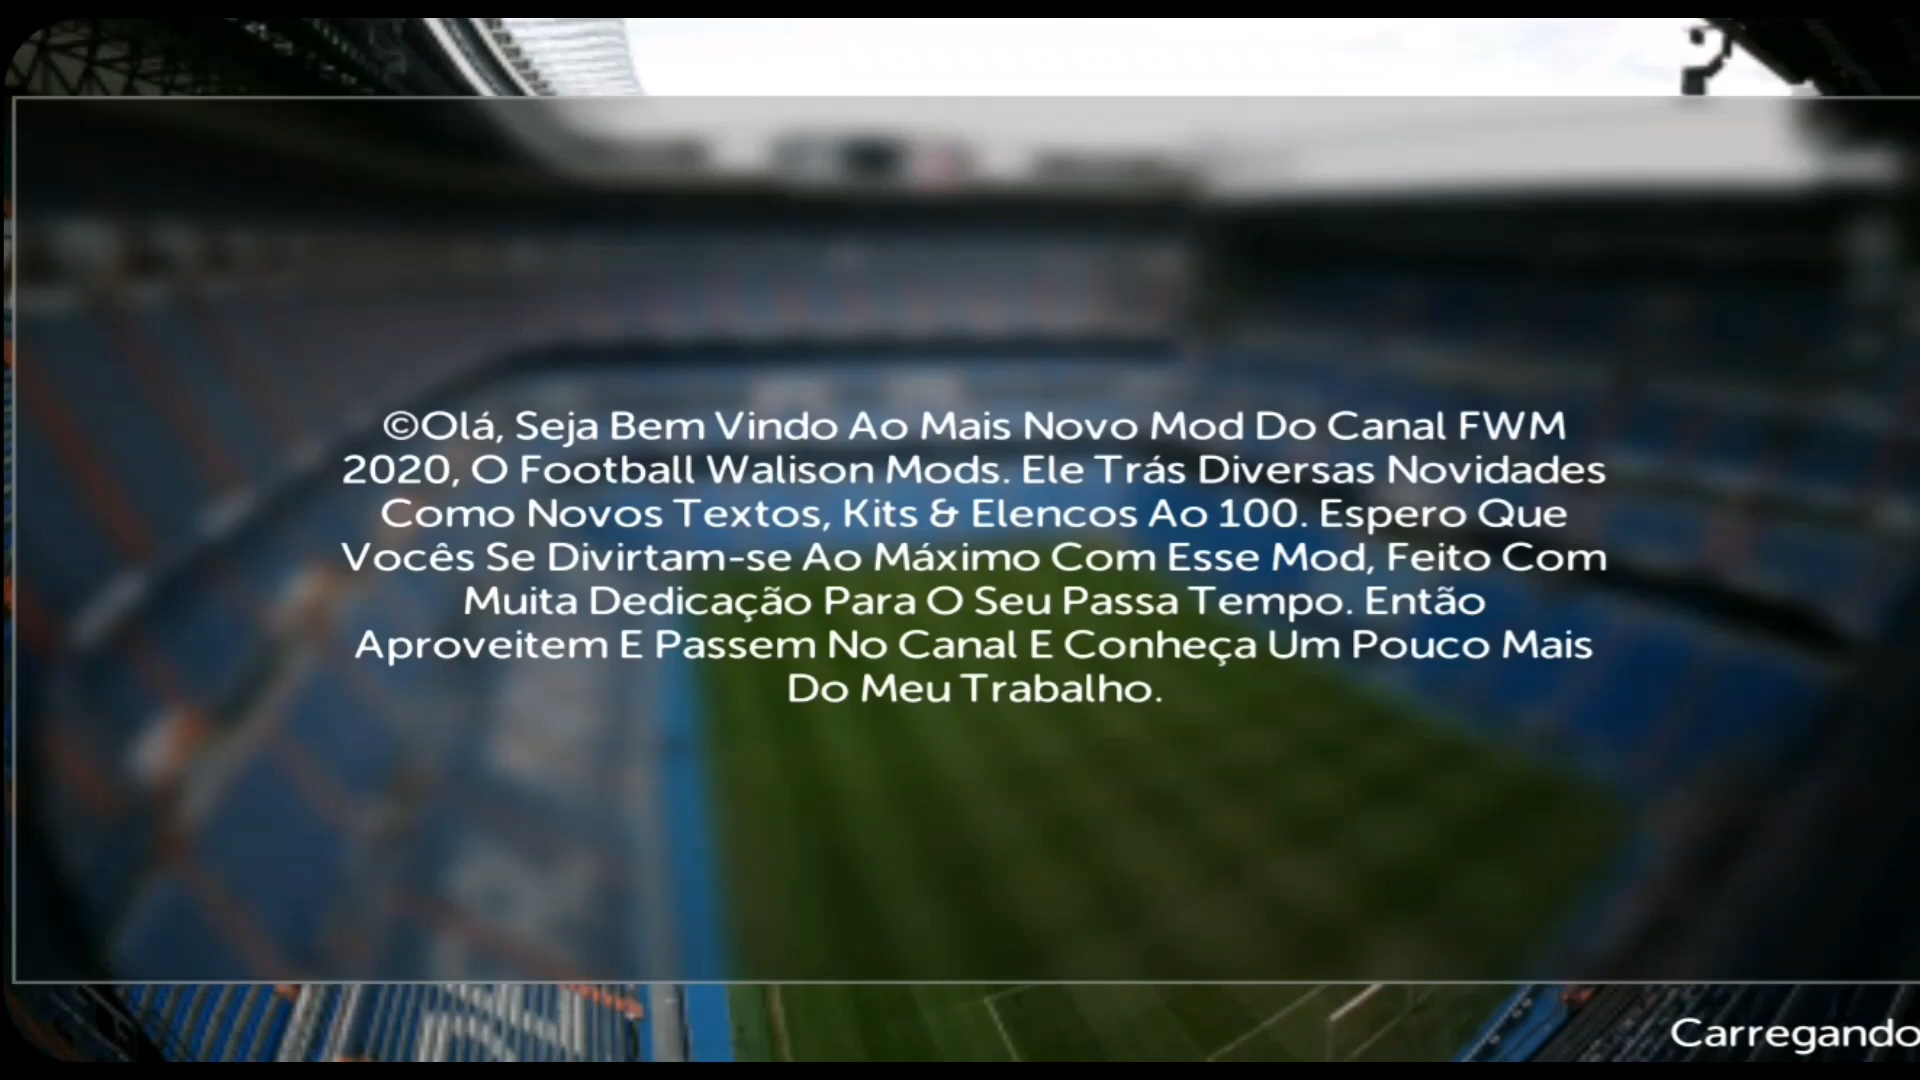 ©Olá, Seja Bem Vindo Ao Mais Novo Mod Do Canal FWM
2020, O Football Walison Mods. Ele Trás Diversas Novidades
Como Novos Textos, Kits & Elencos Ao 100. Espero Que
Vocês Se Divirtam-se Ao Máximo Com Esse Mod, Feito Com
Muita Dedicação Para O Seu Passa Tempo. Então
Aproveitem E Passem No Canal E Conheça Um Pouco Mais
Do Meu Trabalho.
Carregando